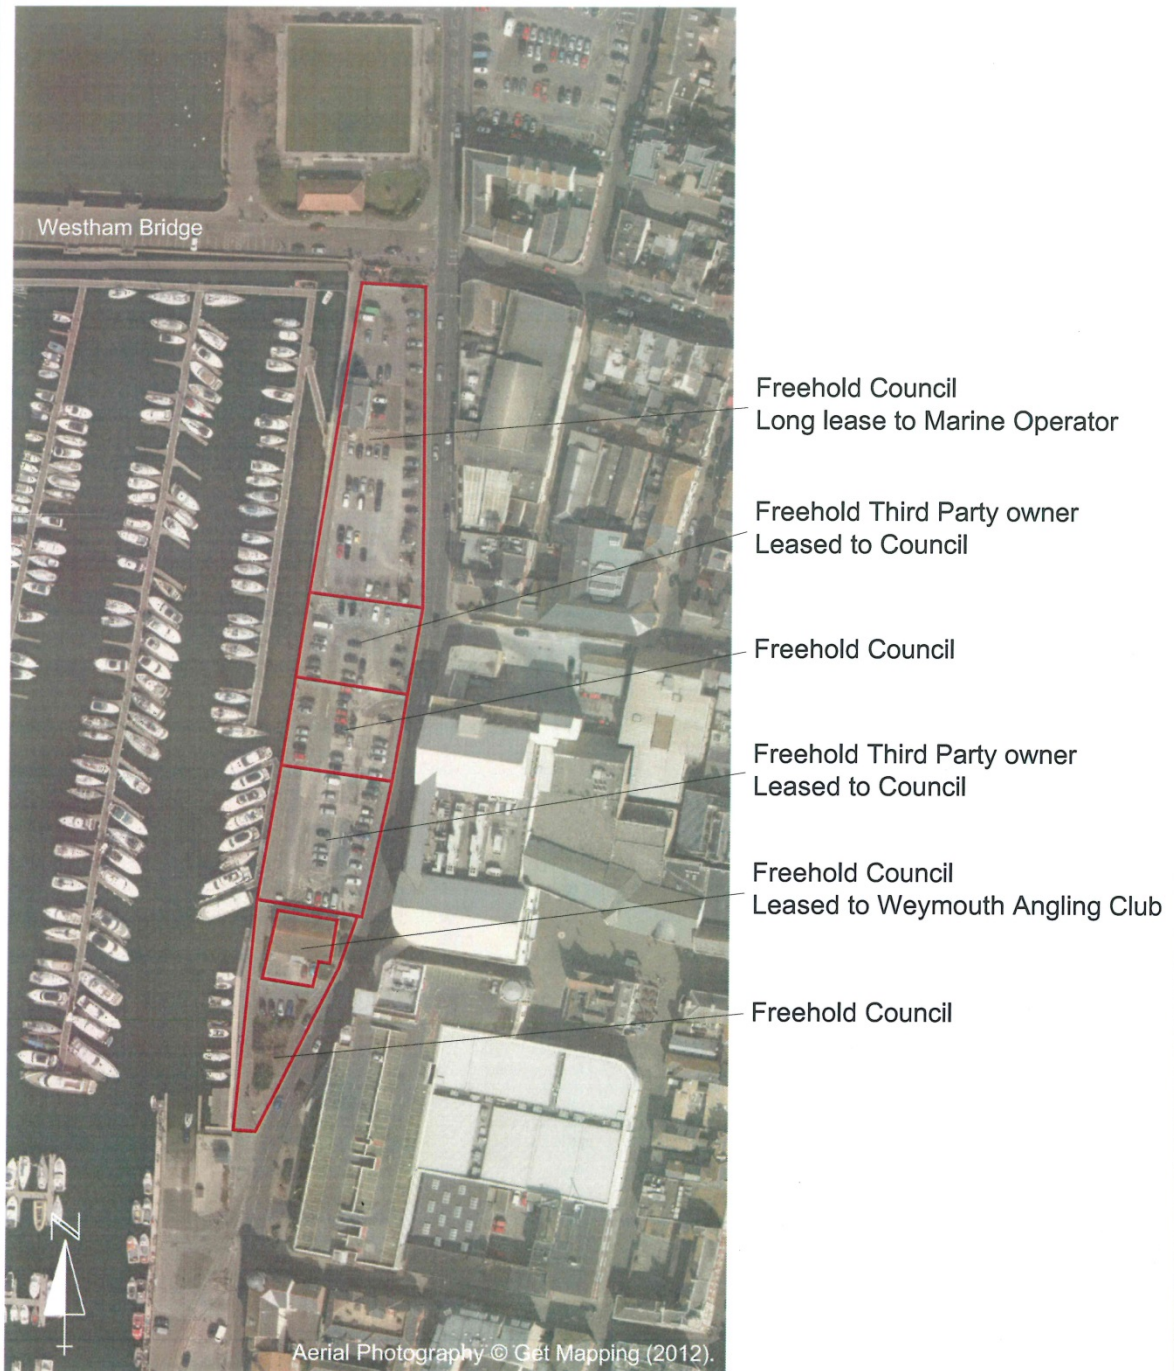 Westham Bridge
Freehold Council
Long lease to Marine Operator
Freehold Third Party owner
Leased to Council
Freehold Council
Freehold Third Party owner
Leased to Council
Freehold Council
Leased to Weymouth Angling Club
Freehold Council
N
Aerial Photography © Get Mapping (2012).